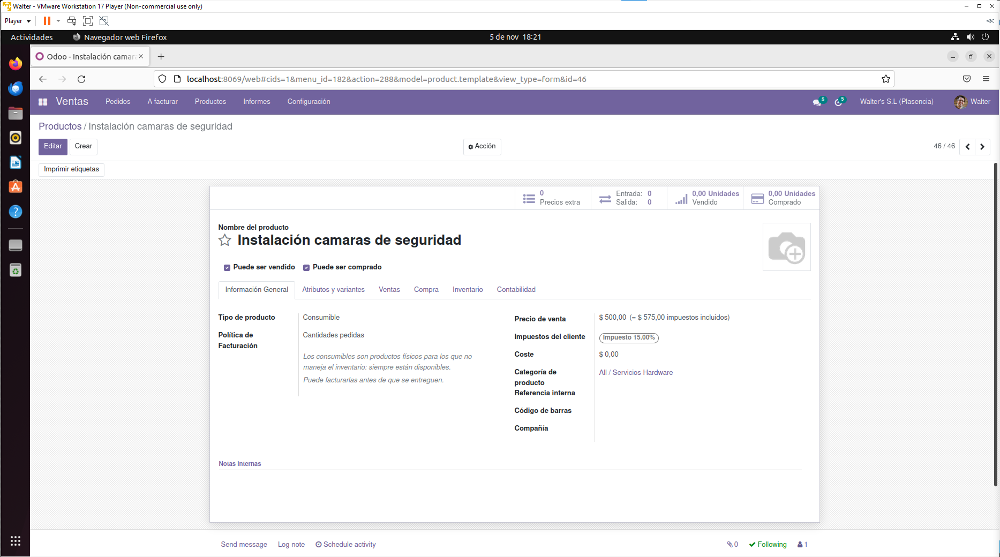 Walter - VMware Workstation 17 Player (Non-commercial use only)
Player
Actividades
Navegador web Firefox
5 de nov 18:21
Odoo - Instalación camar
localhost:8069/web#cids=1&menu_id=182&action=288&model=product.template&view_type=form&id=46
Ventas
Pedidos
A facturar
Productos
Informes
Configuración
5
5
Walter's S.L (Plasencia)
Walter
Productos / Instalación camaras de seguridad
Editar
Crear
Acción
46 / 46
Imprimir etiquetas
0
Precios extra
Entrada: 0
Salida: 0
0,00 Unidades
Vendido
0,00 Unidades
Comprado
Nombre del producto
Instalación camaras de seguridad
Puede ser vendido
Puede ser comprado
Información General
Atributos y variantes
Ventas
Compra
Inventario
Contabilidad
Tipo de producto
Consumible
Política de
Facturación
Cantidades pedidas
Los consumibles son productos físicos para los que no
maneja el inventario: siempre están disponibles.
Puede facturarlas antes de que se entreguen.
Precio de venta
$ 500,00 (= $ 575,00 impuestos incluidos)
Impuestos del cliente
Impuesto 15.00%
Coste
$ 0,00
Categoría de
producto
All / Servicios Hardware
Referencia interna
Código de barras
Compañía
Notas internas
Send message
Log note
Schedule activity
0
Following
1